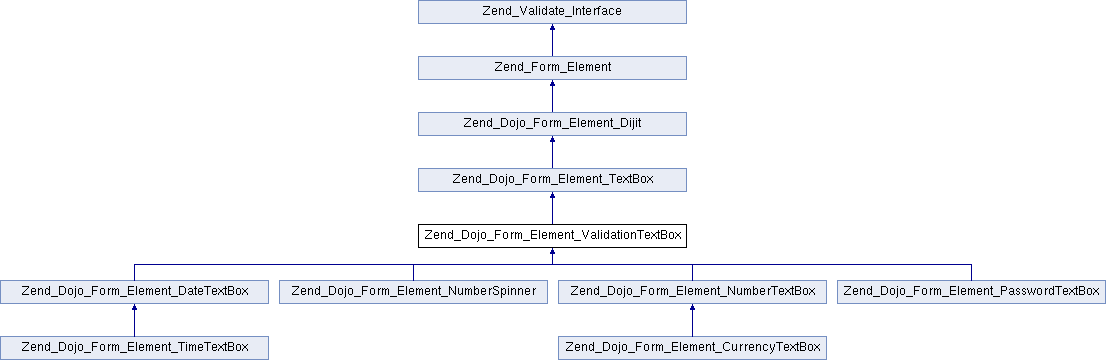 Zend_Validate_Interface
Zend_Form_Element
Zend_Dojo_Form_Element_Dijit
Zend_Dojo_Form_Element_TextBox
Zend_Dojo_Form_Element_ValidationTextBox
Zend_Dojo_Form_Element_DateTextBox
Zend_Dojo_Form_Element_NumberSpinner
Zend_Dojo_Form_Element_NumberTextBox
Zend_Dojo_Form_Element_PasswordTextBox
Zend_Dojo_Form_Element_TimeTextBox
Zend_Dojo_Form_Element_CurrencyTextBox